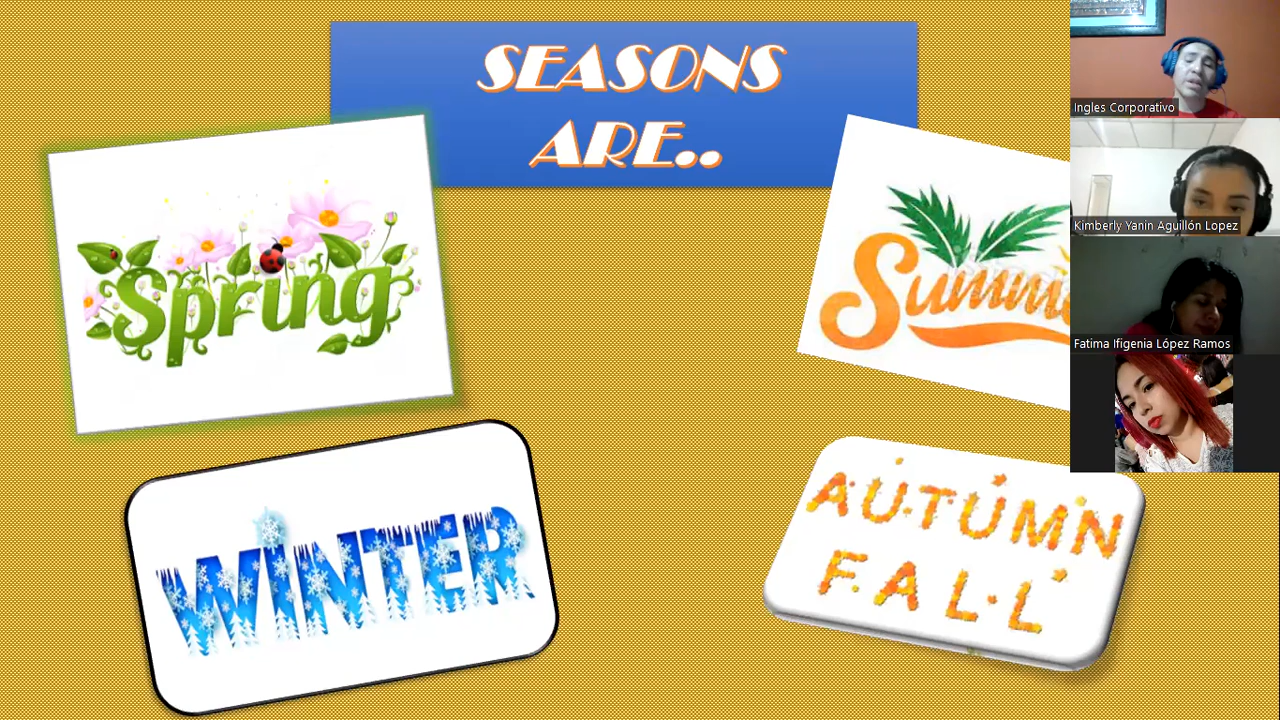 SEASONS
ARE..
Spring
WINTER
AUTUMN
FALL
Ingles Corporativo
Kimberly Yanin Aguillón Lopez
Fatima Ifigenia López Ramos